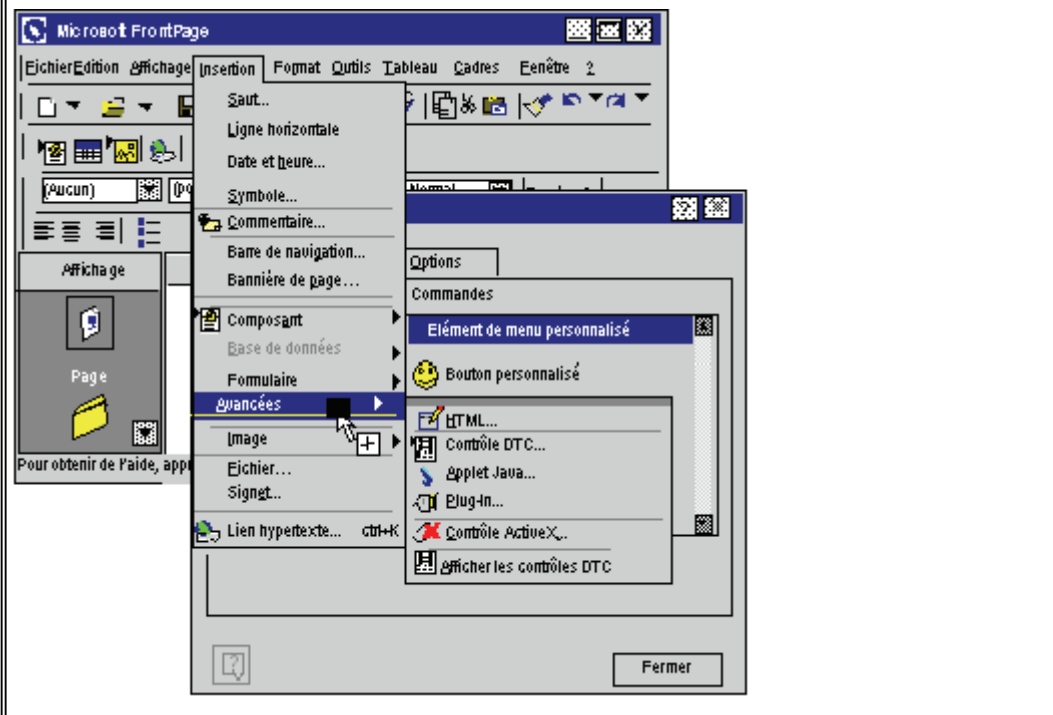 Microsoft FrontPage
Fichier Edition Affichage Insertion Format Outils Tableau Cadres Fenêtre ?
Saut...
Ligne horizontale
Date et heure...
(Aucun)
Normal
Symbole...
Commentaire...
Barre de navigation...
Options
Affichage
Bannière de page...
Commandes
Composant
Elément de menu personnalisé
Base de données
Page
Formulaire
Bouton personnalisé
Avancées
HTML...
Image
Contrôle DTC...
Pour obtenir de l'aide, appu
Fichier...
Applet Java...
Signet...
Plug-In...
Lien hypertexte... ctrl+K
Contrôle ActiveX...
Afficher les contrôles DTC
Fermer